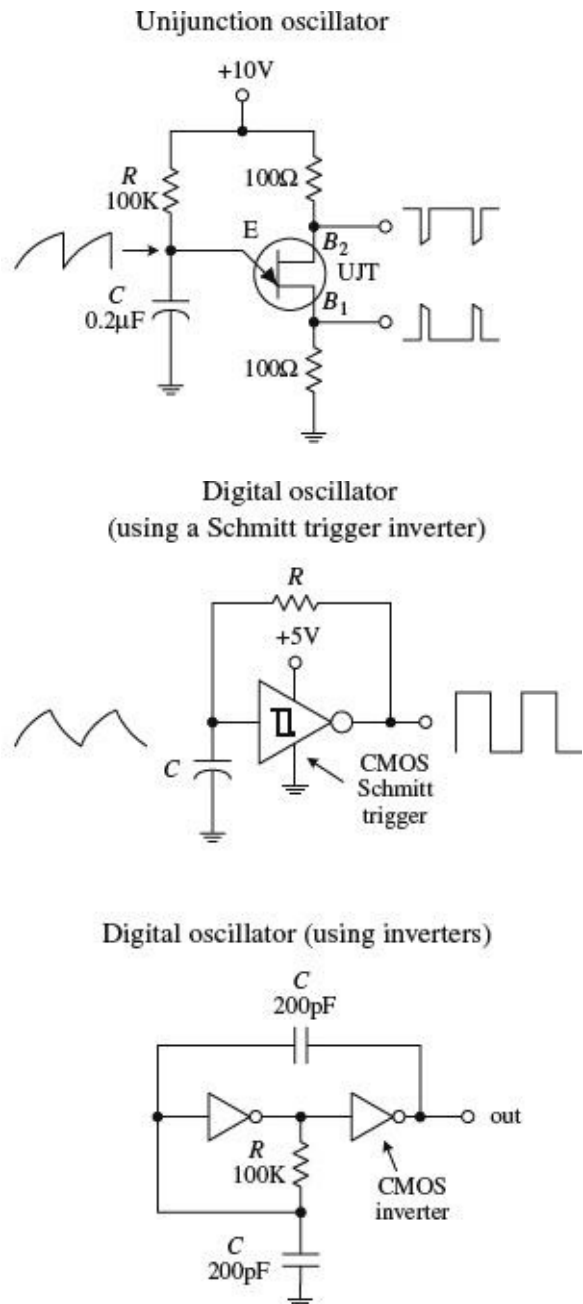 Unijunction oscillator
+10V
R
100K
100Ω
E
B2
UJT
C
0.2μF
B1
100Ω
Digital oscillator
(using a Schmitt trigger inverter)
R
+5V
C
CMOS
Schmitt
trigger
Digital oscillator (using inverters)
C
200pF
out
R
100K
CMOS
inverter
C
200pF